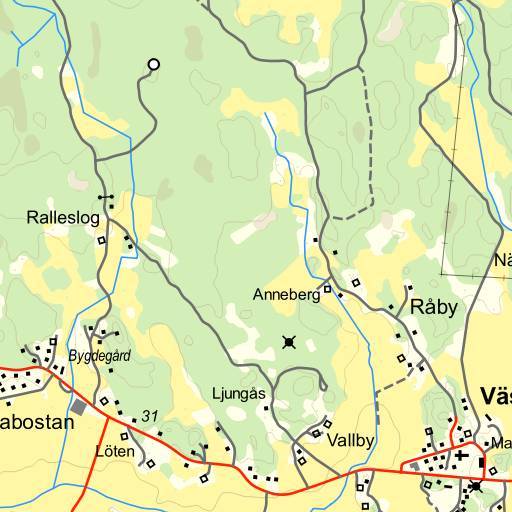 Ralleslog
Nä
Anneberg
Råby
Bygdegård
Ljungås
Väs
31
abostan
Vallby
Ma
Löten